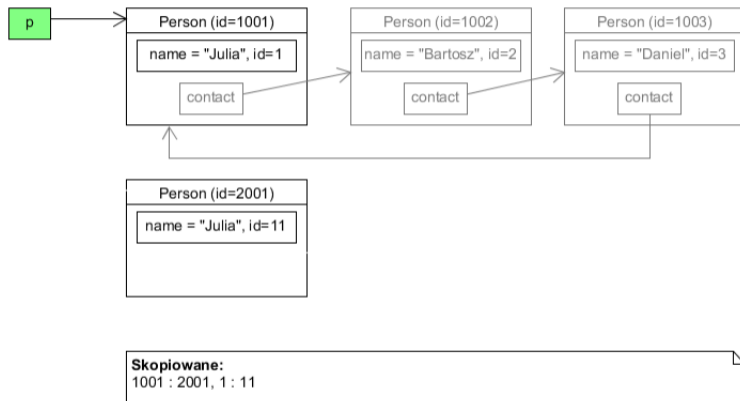 p
Person (id=1001)
name = "Julia", id=1
contact
Person (id=1002)
name = "Bartosz", id=2
contact
Person (id=1003)
name = "Daniel", id=3
contact
Person (id=2001)
name = "Julia", id=11
Skopiowane:
1001 : 2001, 1 : 11